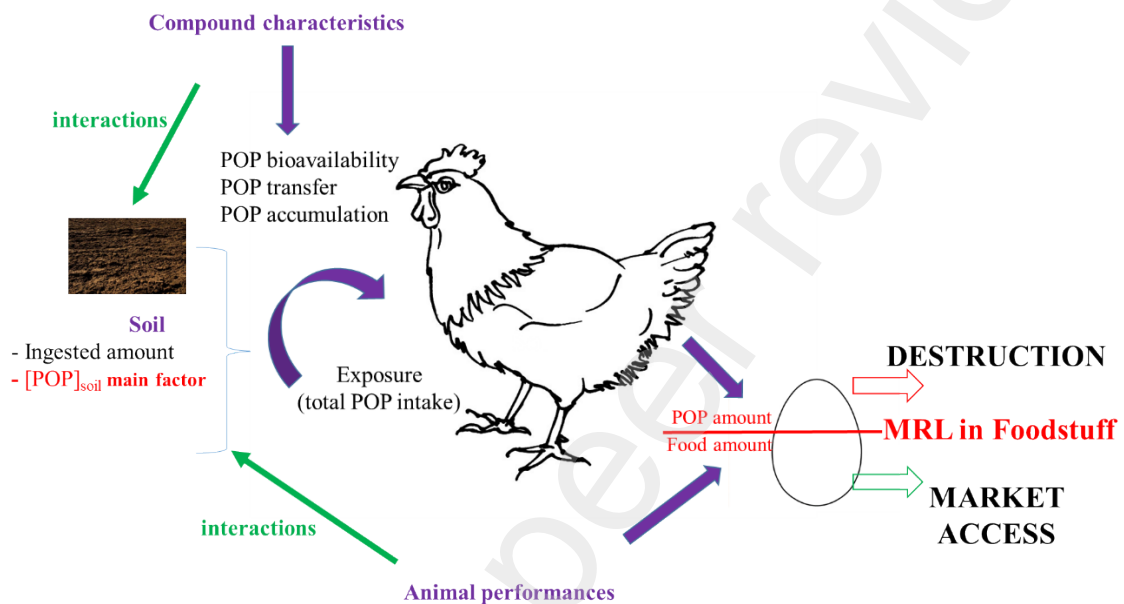 Compound characteristics
interactions
POP bioavailability
POP transfer
POP accumulation
Soil
- Ingested amount
- [POP]soil main factor
Exposure
(total POP intake)
POP amount
Food amount
DESTRUCTION
MRL in Foodstuff
MARKET
ACCESS
interactions
Animal performances
peer review